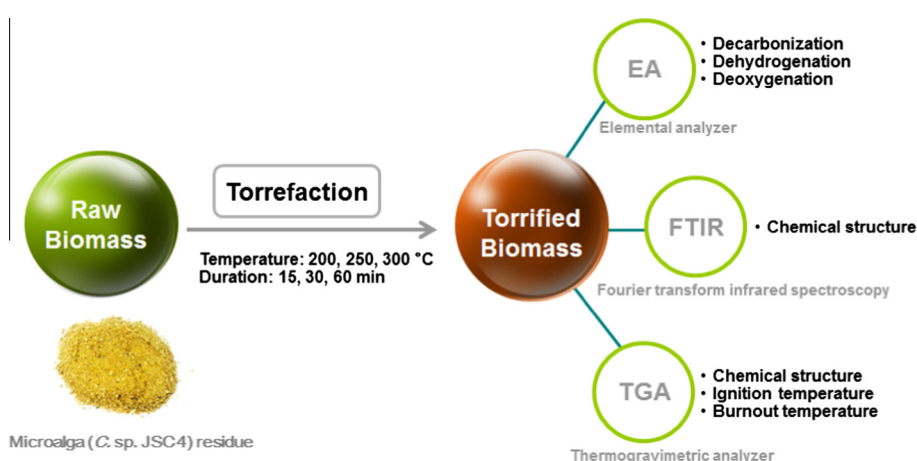 Raw
Biomass
Torrefaction
Temperature: 200, 250, 300 °C
Duration: 15, 30, 60 min
Microalga (C. sp. JSC4) residue
Torrified
Biomass
EA
• Decarbonization
• Dehydrogenation
• Deoxygenation
Elemental analyzer
FTIR
• Chemical structure
Fourier transform infrared spectroscopy
TGA
• Chemical structure
• Ignition temperature
• Burnout temperature
Thermogravimetric analyzer